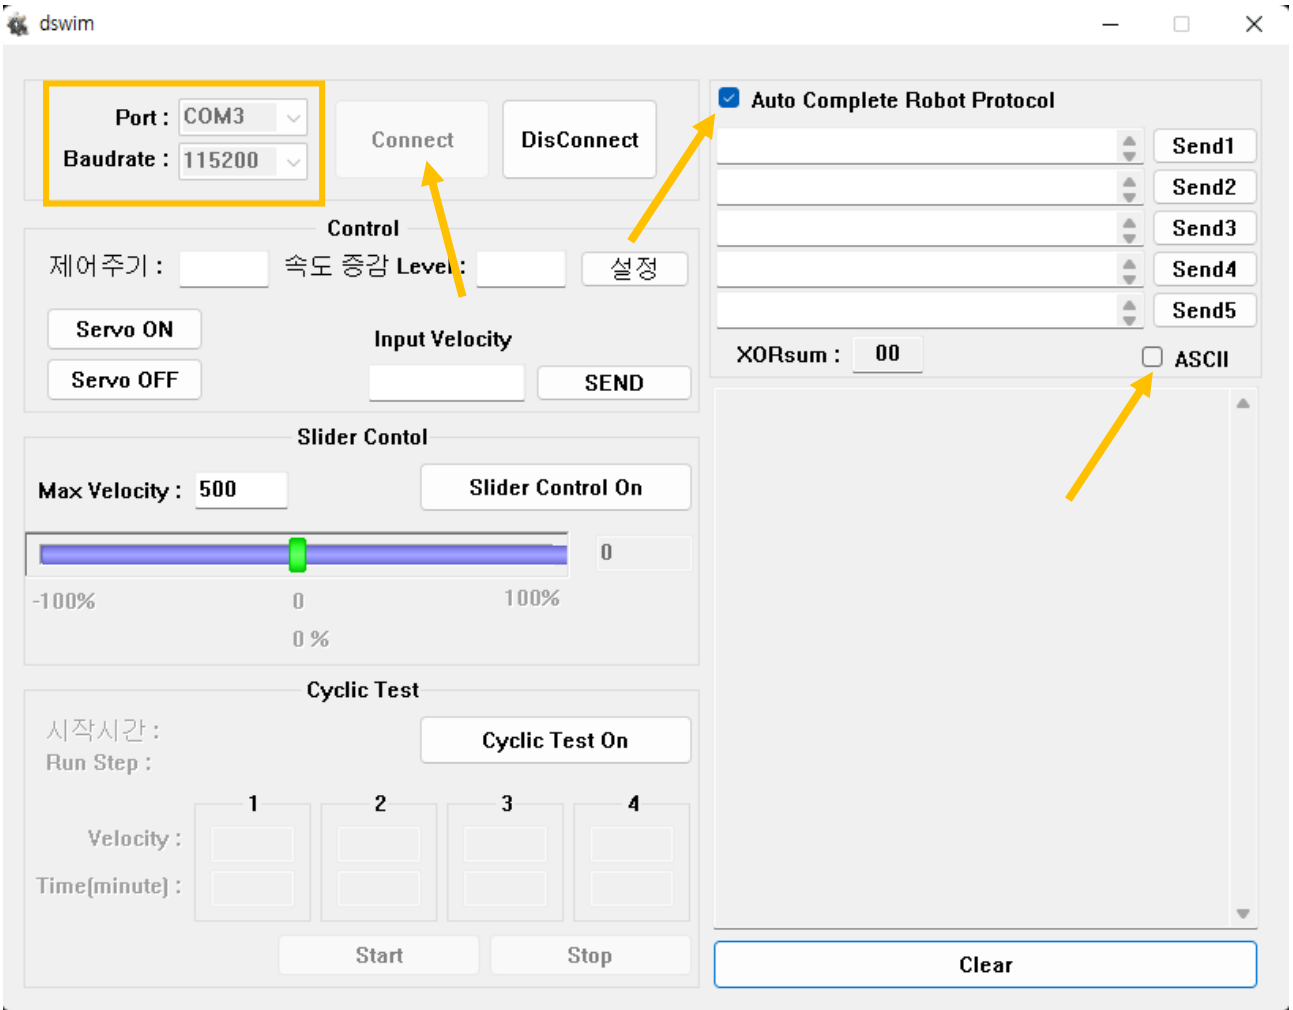 dswim
Port : COM3
Baudrate : 115200
Connect
DisConnect
Control
제어주기 :
속도 증감 Level :
설정
Servo ON
Servo OFF
Input Velocity
SEND
Slider Contol
Max Velocity : 500
Slider Control On
0
-100%
0
100%
0 %
Cyclic Test
시작시간 :
Run Step :
Cyclic Test On
1
2
3
4
Velocity :
Time(minute) :
Start
Stop
Auto Complete Robot Protocol
Send1
Send2
Send3
Send4
Send5
XORsum : 00
ASCII
Clear